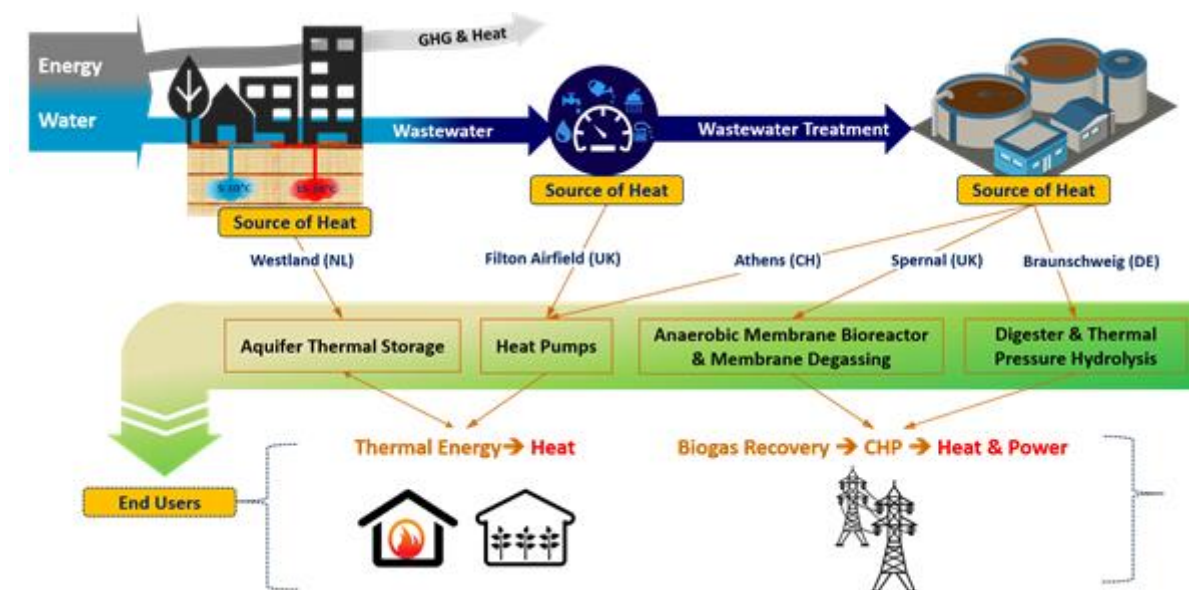 GHG & Heat
Energy
Water
Wastewater
Wastewater Treatment
Source of Heat
Source of Heat
Source of Heat
Westland (NL)
Filton Airfield (UK)
Athens (CH)
Spernal (UK)
Braunschweig (DE)
Aquifer Thermal Storage
Heat Pumps
Anaerobic Membrane Bioreactor
& Membrane Degassing
Digester & Thermal
Pressure Hydrolysis
Thermal Energy → Heat
Biogas Recovery → CHP → Heat & Power
End Users